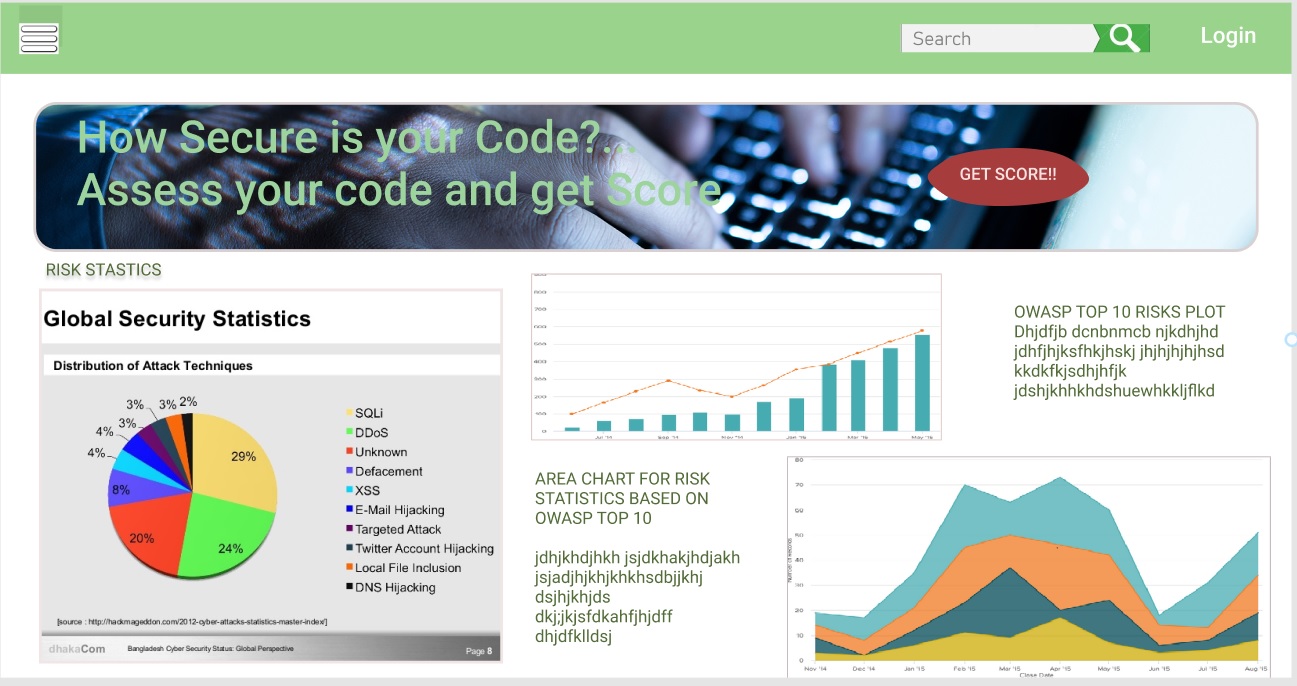 Search
Login
How Secure is your Code?...
Assess your code and get Score
GET SCORE!!
RISK STASTICS
Global Security Statistics
Distribution of Attack Techniques
3%
3%
2%
3%
4%
4%
8%
20%
24%
29%
SQLi
DDoS
Unknown
Defacement
XSS
E-Mail Hijacking
Targeted Attack
Twitter Account Hijacking
Local File Inclusion
DNS Hijacking
[source : http://hackmageddon.com/2012-cyber-attacks-statistics-master-index/]
dhakaCom
Bangladesh Cyber Security Status: Global Perspective
Page 8
OWASP TOP 10 RISKS PLOT
Dhjdfjb dcnbnmcb njkdhjhd
jdhfjhjksfhkjhskj jhjhjhjhjhsd
kkdkfkjsdhjhfjk
jdshjkhhkhdshuewhkkljflkd
AREA CHART FOR RISK
STATISTICS BASED ON
OWASP TOP 10
jdhjkhdjhkh jsjdkhakjhdjakh
jsjadjhjkhjkhkhsdbjjkhj
dsjhjkhjds
dkj;jkjsfdkahfjhjdff
dhjdfklldsj
80
70
60
50
40
30
20
10
0
Nov '14
Dec '14
Jan '15
Feb '15
Mar '15
Apr '15
May '15
Jun '15
Jul '15
Aug '15
Close Date